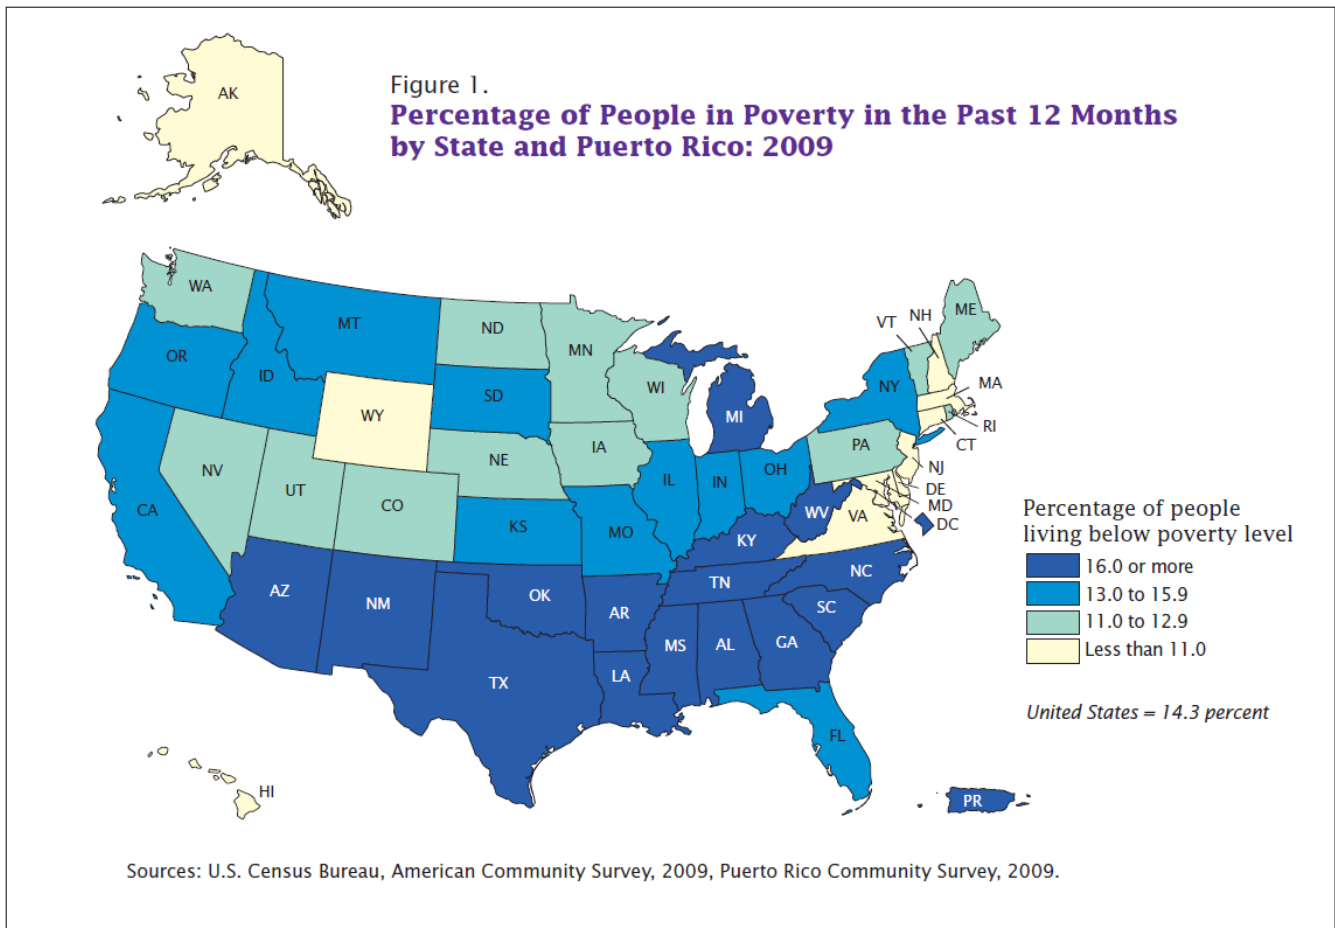 Figure 1.
Percentage of People in Poverty in the Past 12 Months
by State and Puerto Rico: 2009
AK
WA
MT
ND
MN
VT
NH
ME
OR
ID
SD
WI
MI
NY
MA
RI
CT
WY
NE
IA
PA
NJ
DE
MD
DC
NV
UT
CO
IL
IN
OH
CA
KS
MO
WV
VA
KY
AZ
NM
OK
AR
TN
NC
SC
MS
AL
GA
TX
LA
FL
HI
PR
Percentage of people
living below poverty level
16.0 or more
13.0 to 15.9
11.0 to 12.9
Less than 11.0
United States = 14.3 percent
Sources: U.S. Census Bureau, American Community Survey, 2009, Puerto Rico Community Survey, 2009.